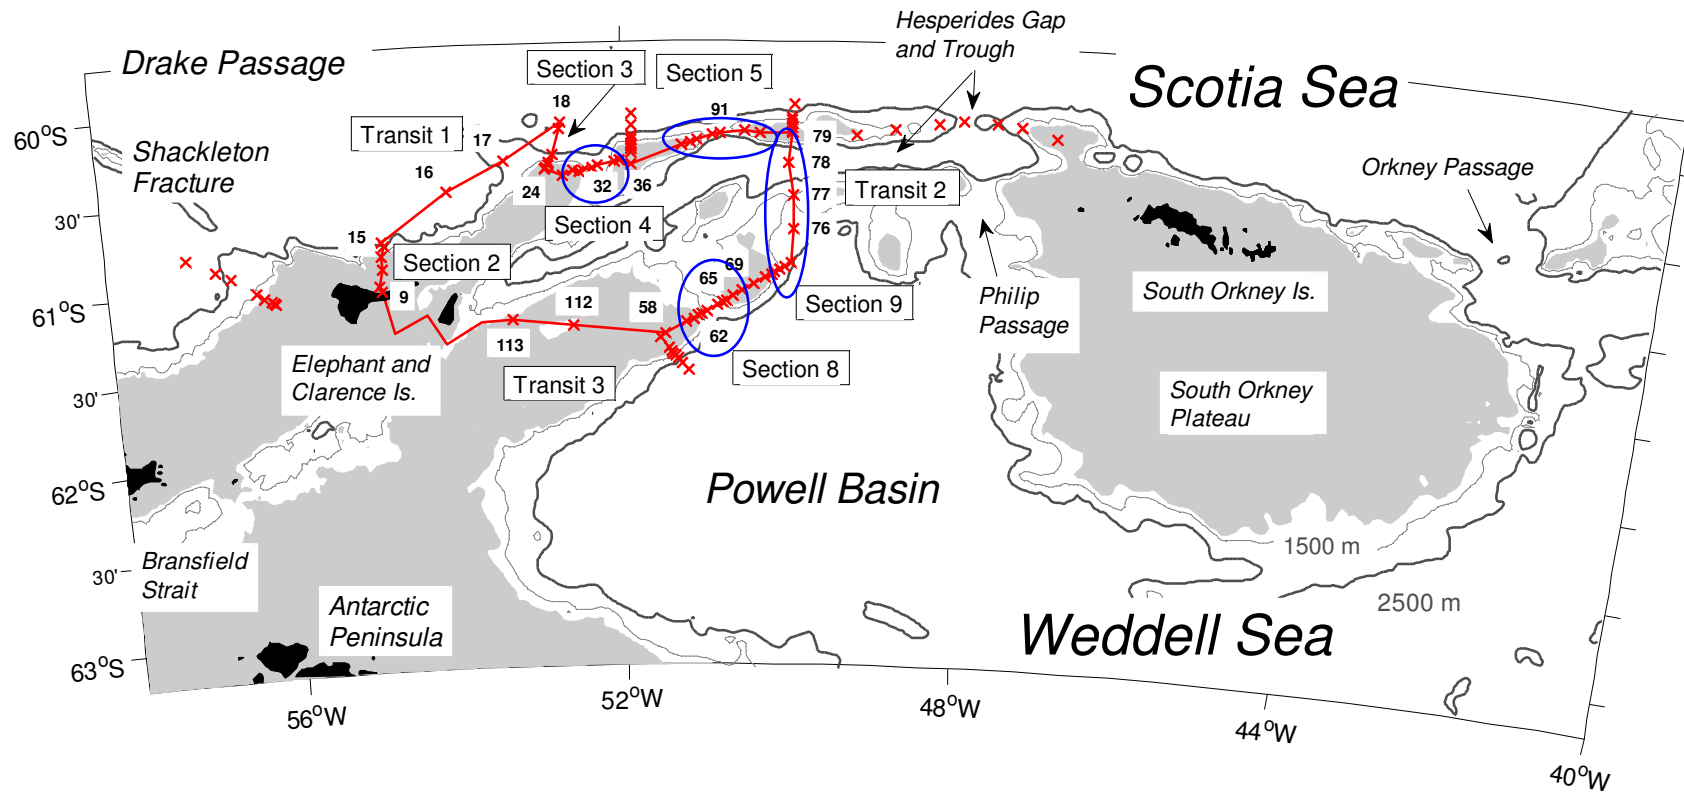 Hesperides Gap
and Trough
Drake Passage
Section 3
Section 5
Scotia Sea
18
91
60°S
Transit 1
17
79
Shackleton
Fracture
16
78
Orkney Passage
24
32
36
77
Transit 2
30'
Section 4
76
15
Section 2
69
65
9
112
58
Philip
Passage
South Orkney Is.
61°S
Section 9
113
62
Elephant and
Clarence Is.
Transit 3
Section 8
30'
South Orkney
Plateau
62°S
Powell Basin
1500 m
30'
Bransfield
Strait
Antarctic
Peninsula
2500 m
Weddell Sea
63°S
56°W
52°W
48°W
44°W
40°W